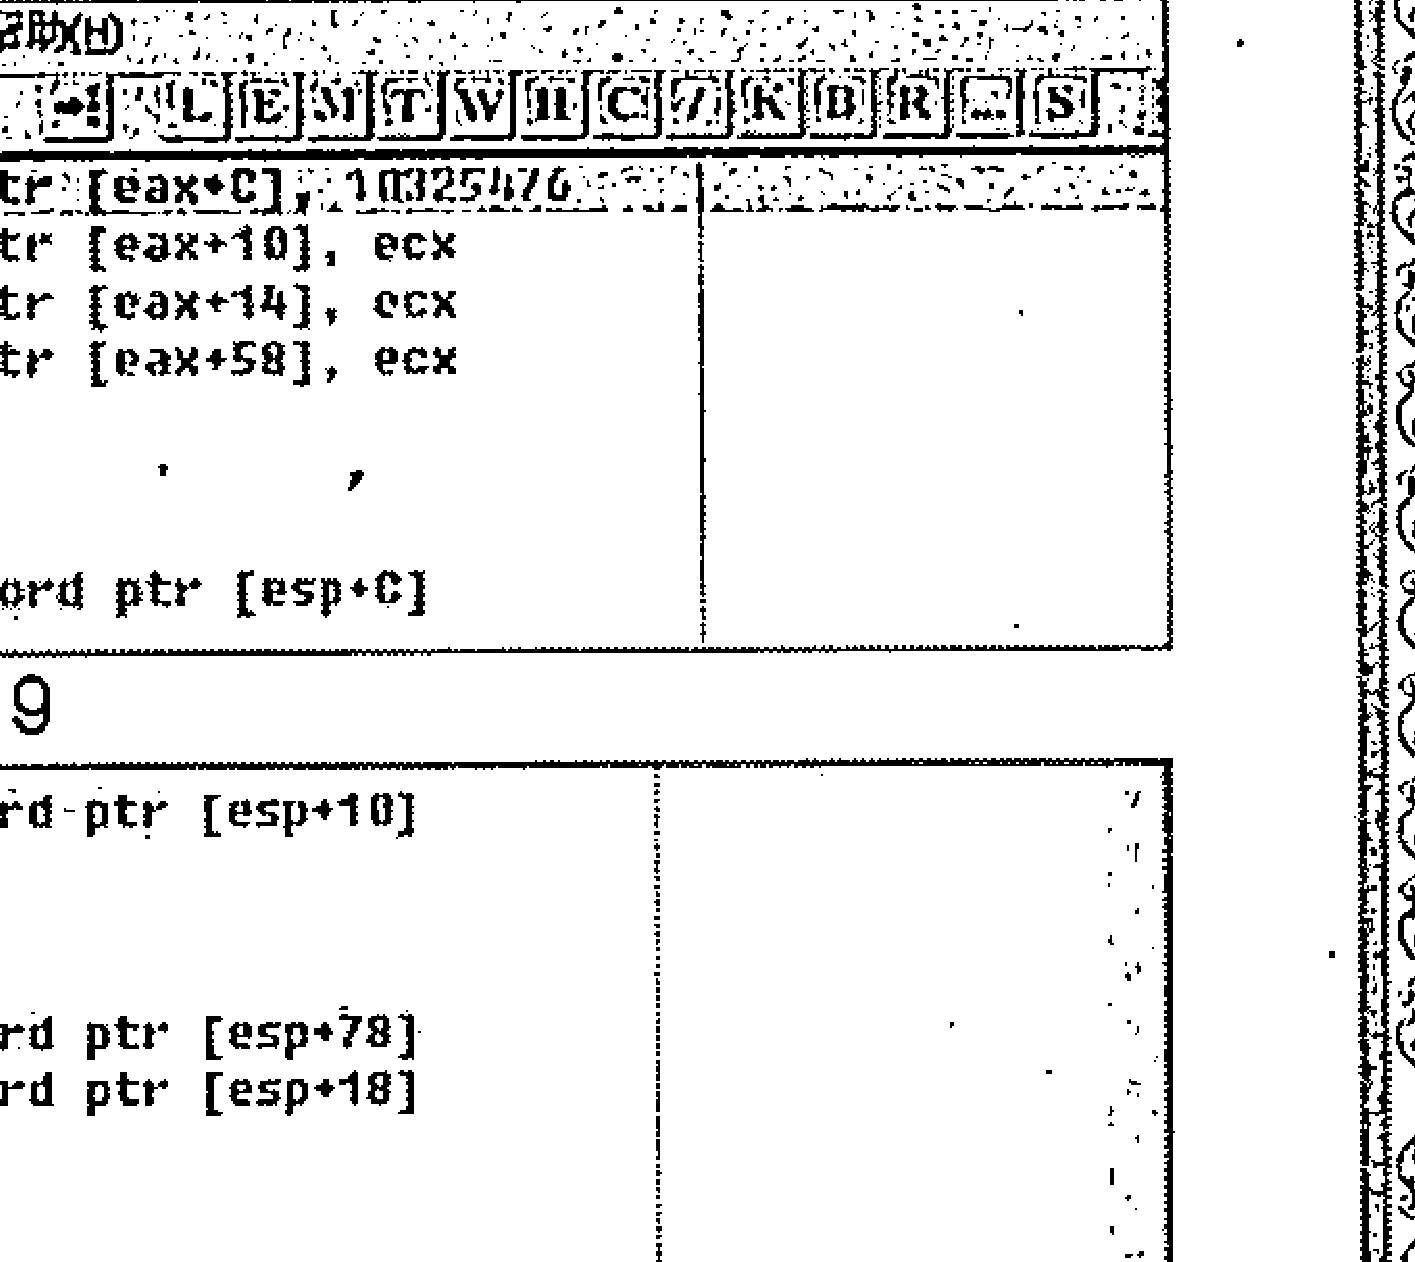 帮助(H)
L E M T W H C / K B R ... S
tr [eax+C], 10325476
tr [eax+10], ecx
tr [eax+14], ecx
tr [eax+58], ecx
ord ptr [esp+C]
9
rd ptr [esp+10]
rd ptr [esp+78]
rd ptr [esp+18]